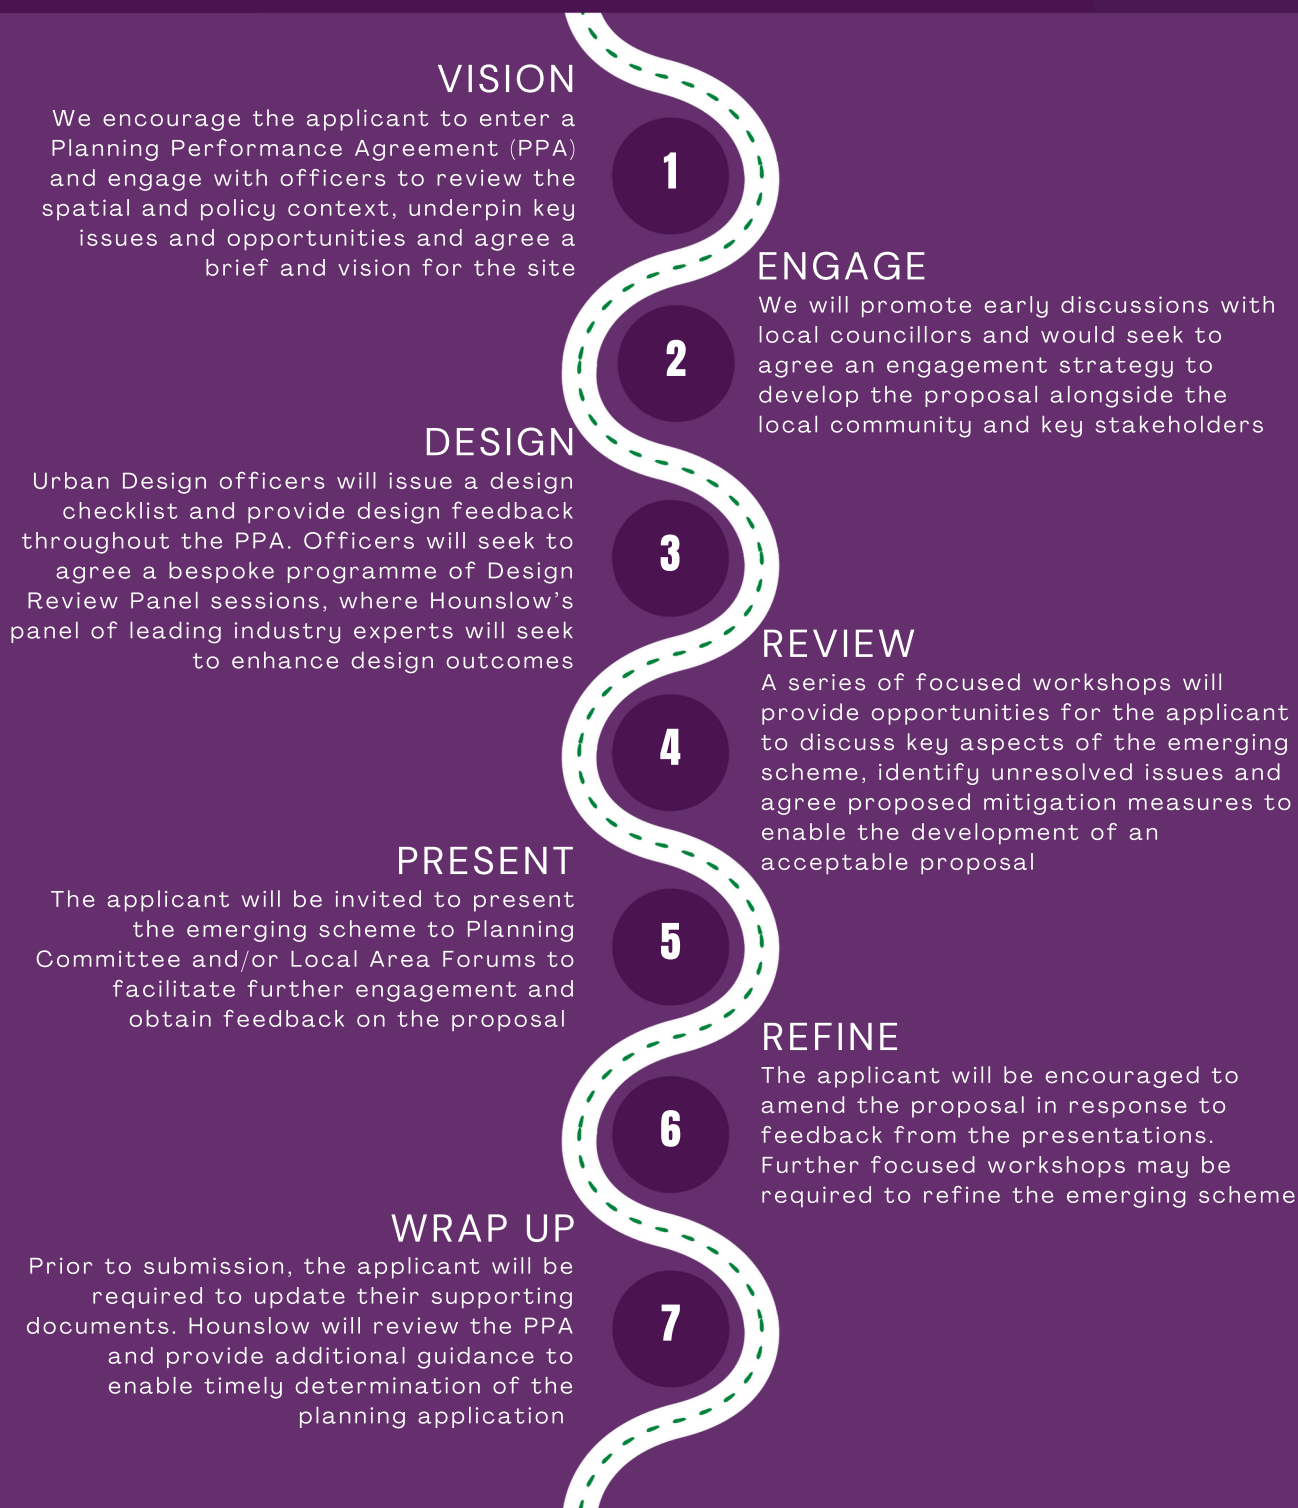 VISION
We encourage the applicant to enter a
Planning Performance Agreement (PPA)
and engage with officers to review the
spatial and policy context, underpin key
issues and opportunities and agree a
brief and vision for the site
1
ENGAGE
We will promote early discussions with
local councillors and would seek to
agree an engagement strategy to
develop the proposal alongside the
local community and key stakeholders
2
DESIGN
Urban Design officers will issue a design
checklist and provide design feedback
throughout the PPA. Officers will seek to
agree a bespoke programme of Design
Review Panel sessions, where Hounslow's
panel of leading industry experts will seek
to enhance design outcomes
3
REVIEW
A series of focused workshops will
provide opportunities for the applicant
to discuss key aspects of the emerging
scheme, identify unresolved issues and
agree proposed mitigation measures to
enable the development of an
acceptable proposal
4
PRESENT
The applicant will be invited to present
the emerging scheme to Planning
Committee and/or Local Area Forums to
facilitate further engagement and
obtain feedback on the proposal
5
REFINE
The applicant will be encouraged to
amend the proposal in response to
feedback from the presentations.
Further focused workshops may be
required to refine the emerging scheme
6
WRAP UP
Prior to submission, the applicant will be
required to update their supporting
documents. Hounslow will review the PPA
and provide additional guidance to
enable timely determination of the
planning application
7